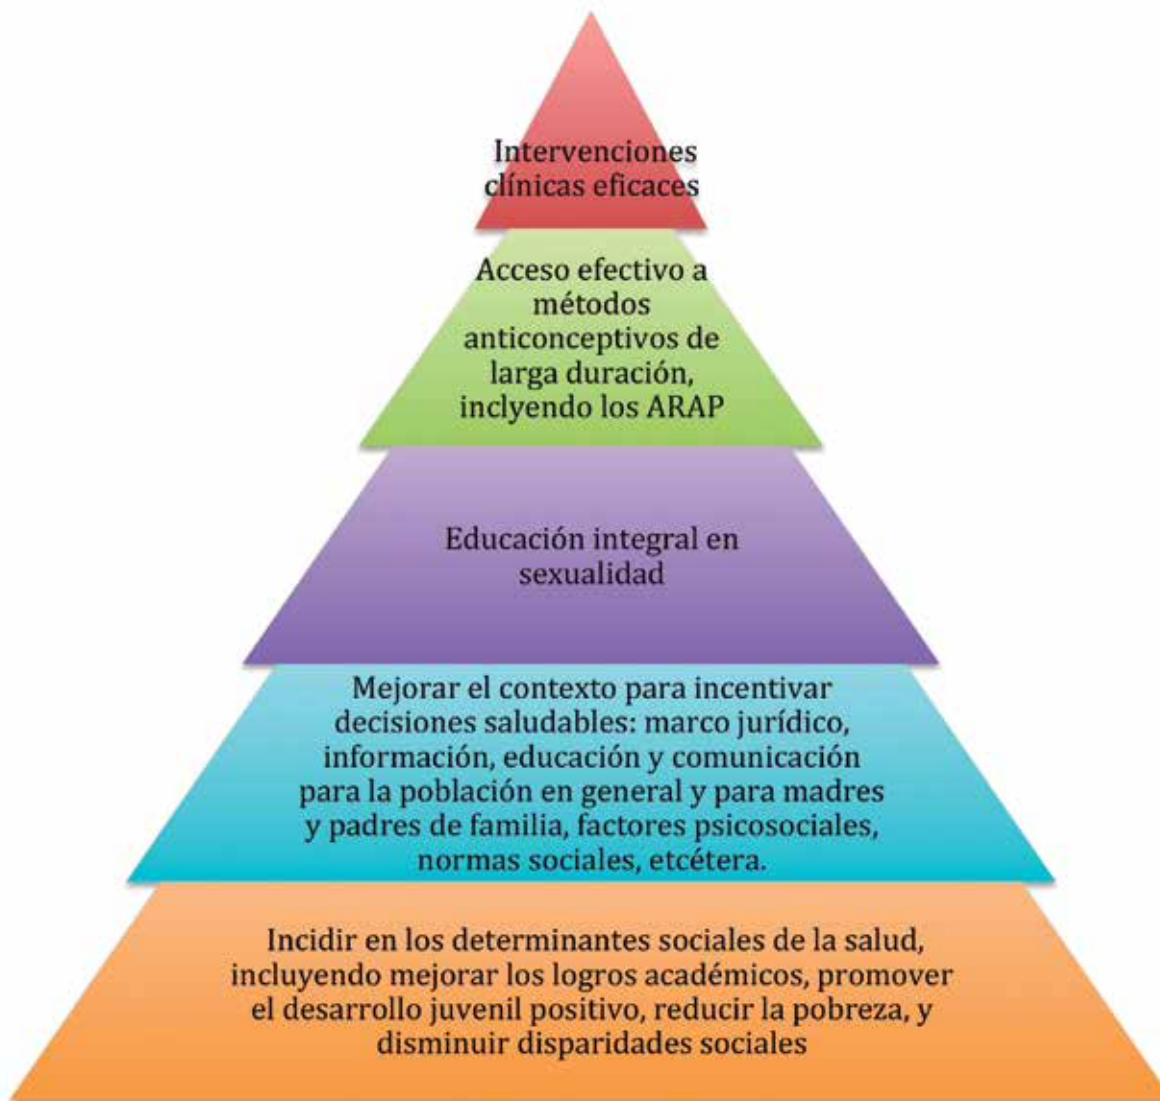 Intervenciones
clínicas eficaces
Acceso efectivo a
métodos
anticonceptivos de
larga duración,
inclyendo los ARAP
Educación integral en
sexualidad
Mejorar el contexto para incentivar
decisiones saludables: marco jurídico,
información, educación y comunicación
para la población en general y para madres
y padres de familia, factores psicosociales,
normas sociales, etcétera.
Incidir en los determinantes sociales de la salud,
incluyendo mejorar los logros académicos, promover
el desarrollo juvenil positivo, reducir la pobreza, y
disminuir disparidades sociales